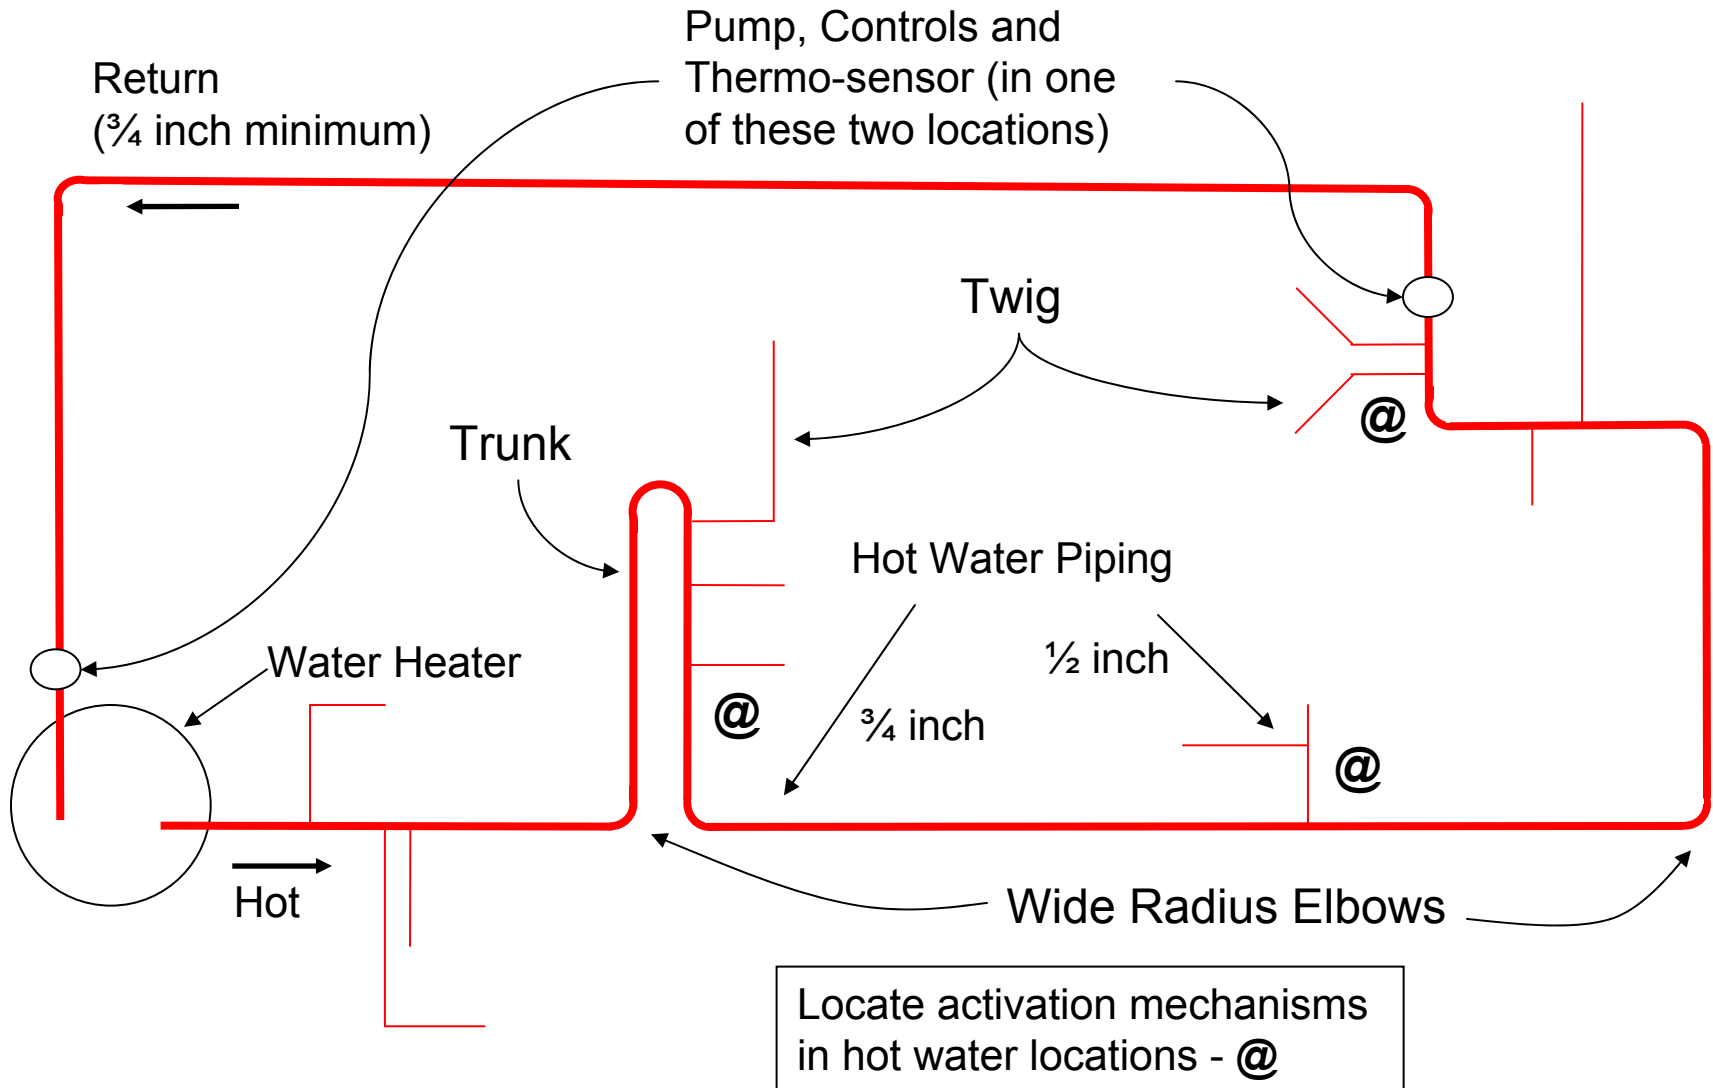 Pump, Controls and
Thermo-sensor (in one
of these two locations)
Return
(¾ inch minimum)
Twig
Trunk
@
Hot Water Piping
Water Heater
½ inch
@
¾ inch
@
Hot
Wide Radius Elbows
Locate activation mechanisms
in hot water locations - @